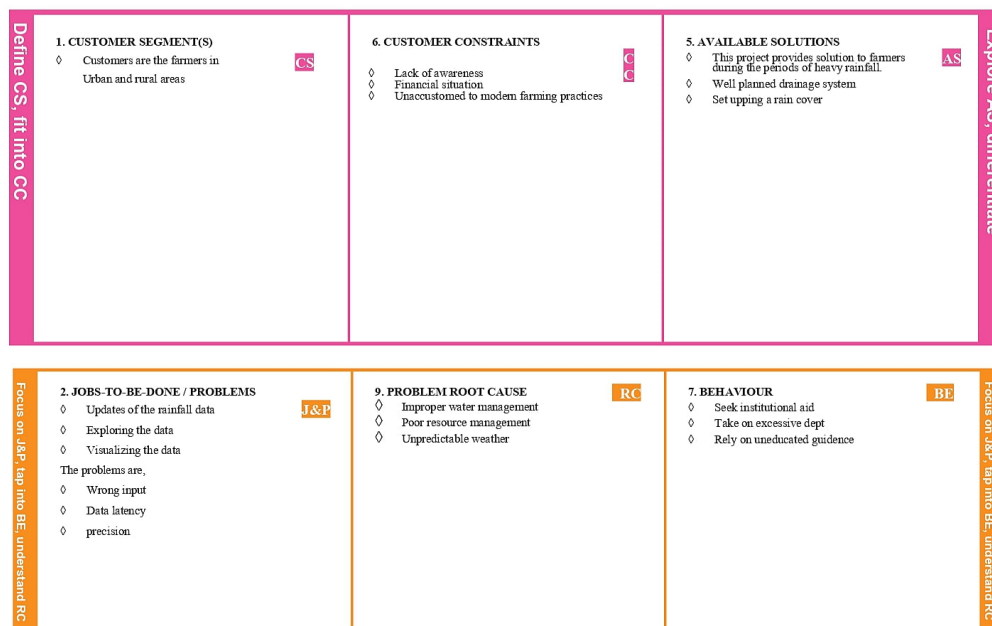 Define CS, fit into CC
1. CUSTOMER SEGMENT(S)
CS
◊ Customers are the farmers in
Urban and rural areas
6. CUSTOMER CONSTRAINTS
C
C
◊ Lack of awareness
◊ Financial situation
◊ Unaccustomed to modern farming practices
5. AVAILABLE SOLUTIONS
AS
◊ This project provides solution to farmers
during the periods of heavy rainfall.
◊ Well planned drainage system
◊ Set upping a rain cover
Explore AS, differentiate
Focus on J&P, tap into BE, understand RC
2. JOBS-TO-BE-DONE / PROBLEMS
J&P
◊ Updates of the rainfall data
◊ Exploring the data
◊ Visualizing the data
The problems are,
◊ Wrong input
◊ Data latency
◊ precision
9. PROBLEM ROOT CAUSE
RC
◊ Improper water management
◊ Poor resource management
◊ Unpredictable weather
7. BEHAVIOUR
BE
◊ Seek institutional aid
◊ Take on excessive dept
◊ Rely on uneducated guidence
Focus on J&P, tap into BE, understand RC